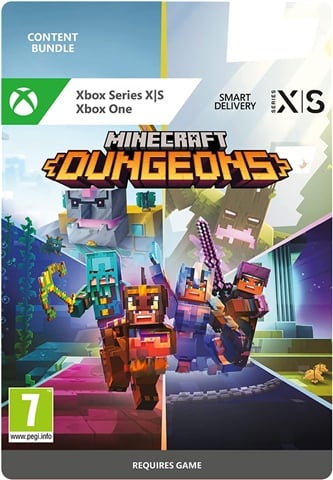 CONTENT
BUNDLE
Xbox Series X|S
Xbox One
SMART
DELIVERY
SERIES
X|S
MINECRAFT
DUNGEONS
7
www.pegi.info
REQUIRES GAME